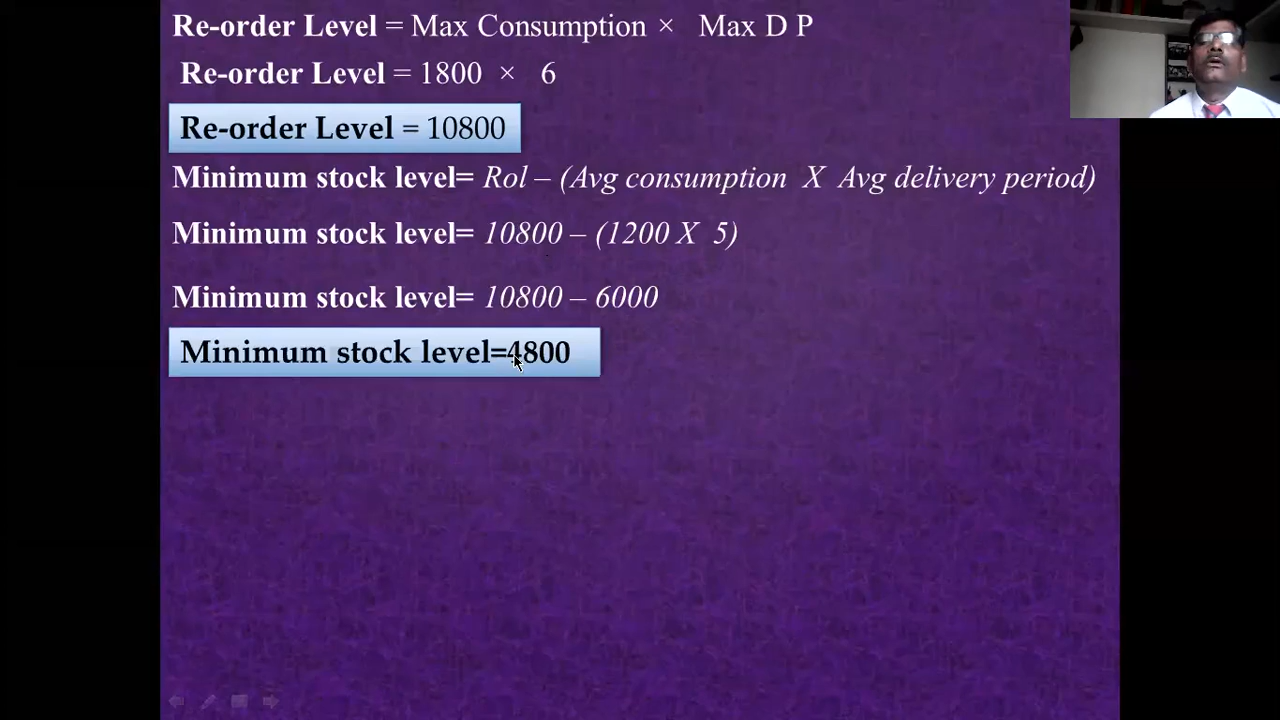 Re-order Level = Max Consumption × Max D P
Re-order Level = 1800 × 6
Re-order Level = 10800
Minimum stock level= Rol – (Avg consumption X Avg delivery period)
Minimum stock level= 10800 – (1200 X 5)
Minimum stock level= 10800 – 6000
Minimum stock level=4800